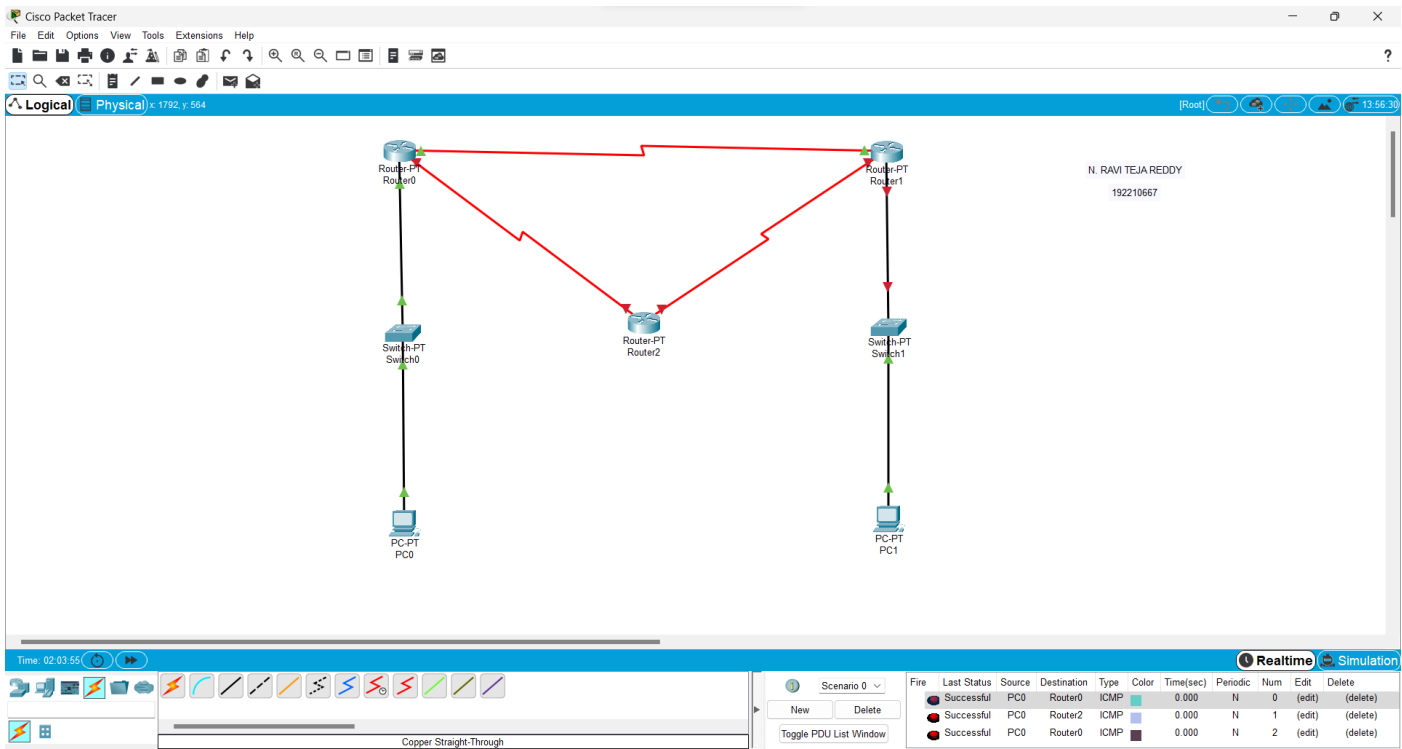 Cisco Packet Tracer
File Edit Options View Tools Extensions Help
?
Logical Physical x: 1792, y: 564 [Root] 13:56:30
Router-PT
Router0
Router-PT
Router1
N. RAVI TEJA REDDY
192210667
Router-PT
Router2
Switch-PT
Switch0
Switch-PT
Switch1
PC-PT
PC0
PC-PT
PC1
Time: 02:03:55 Realtime Simulation
Copper Straight-Through
Scenario 0
New Delete
Toggle PDU List Window
Fire Last Status Source Destination Type Color Time(sec) Periodic Num Edit Delete
Successful PC0 Router0 ICMP 0.000 N 0 (edit) (delete)
Successful PC0 Router2 ICMP 0.000 N 1 (edit) (delete)
Successful PC0 Router0 ICMP 0.000 N 2 (edit) (delete)